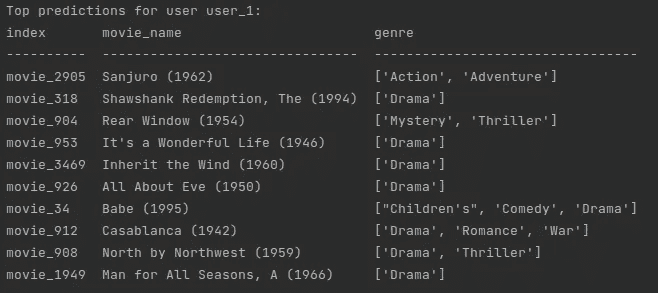 Top predictions for user user_1:
index movie_name genre
---------- ------------------------------- --------------------------------
movie_2905 Sanjuro (1962) ['Action', 'Adventure']
movie_318 Shawshank Redemption, The (1994) ['Drama']
movie_904 Rear Window (1954) ['Mystery', 'Thriller']
movie_953 It's a Wonderful Life (1946) ['Drama']
movie_3469 Inherit the Wind (1960) ['Drama']
movie_926 All About Eve (1950) ['Drama']
movie_34 Babe (1995) ["Children's", 'Comedy', 'Drama']
movie_912 Casablanca (1942) ['Drama', 'Romance', 'War']
movie_908 North by Northwest (1959) ['Drama', 'Thriller']
movie_1949 Man for All Seasons, A (1966) ['Drama']